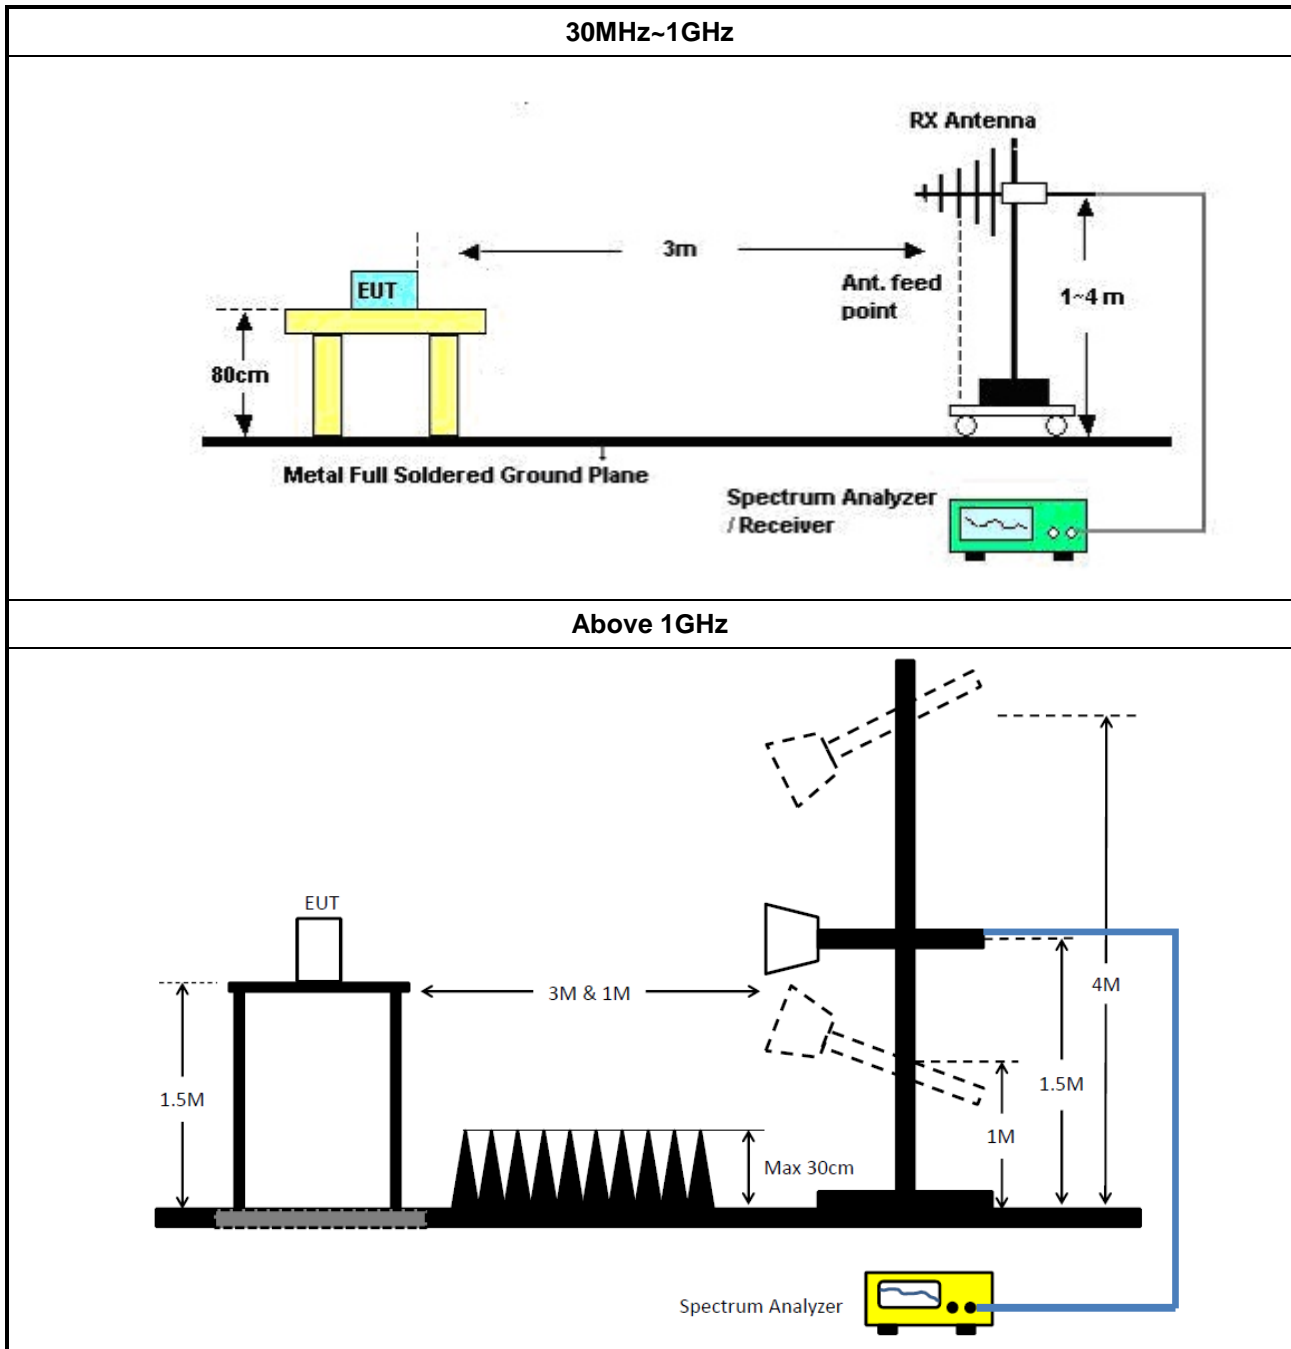 30MHz~1GHz
RX Antenna
3m
EUT
Ant. feed
point
1~4 m
80cm
Metal Full Soldered Ground Plane
Spectrum Analyzer
/ Receiver
Above 1GHz
EUT
3M & 1M
4M
1.5M
1.5M
1M
Max 30cm
Spectrum Analyzer